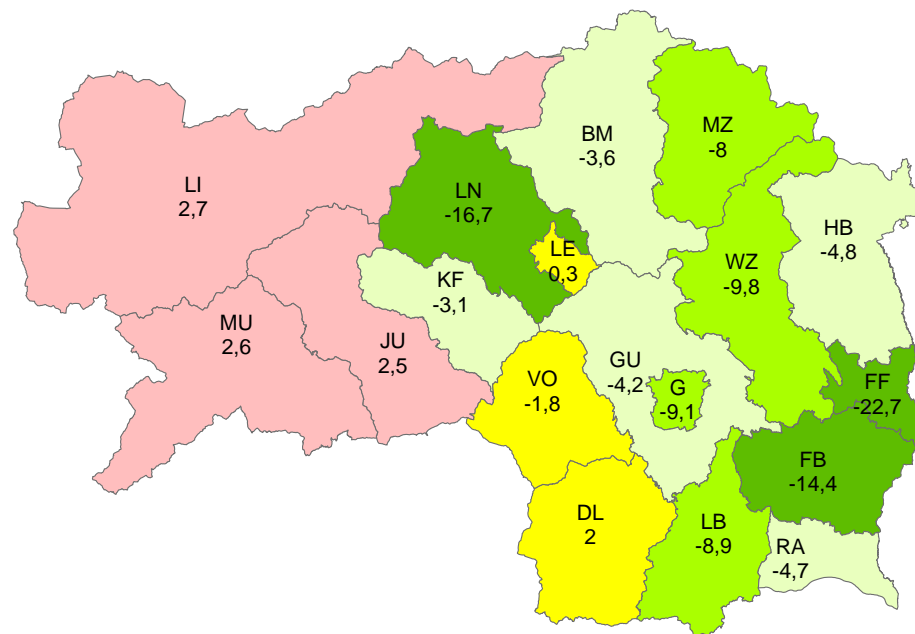 BM
-3,6
MZ
-8
LI
2,7
LN
-16,7
HB
-4,8
LE
0,3
WZ
-9,8
KF
-3,1
MU
2,6
JU
2,5
GU
-4,2
VO
-1,8
G
-9,1
FF
-22,7
FB
-14,4
DL
2
LB
-8,9
RA
-4,7